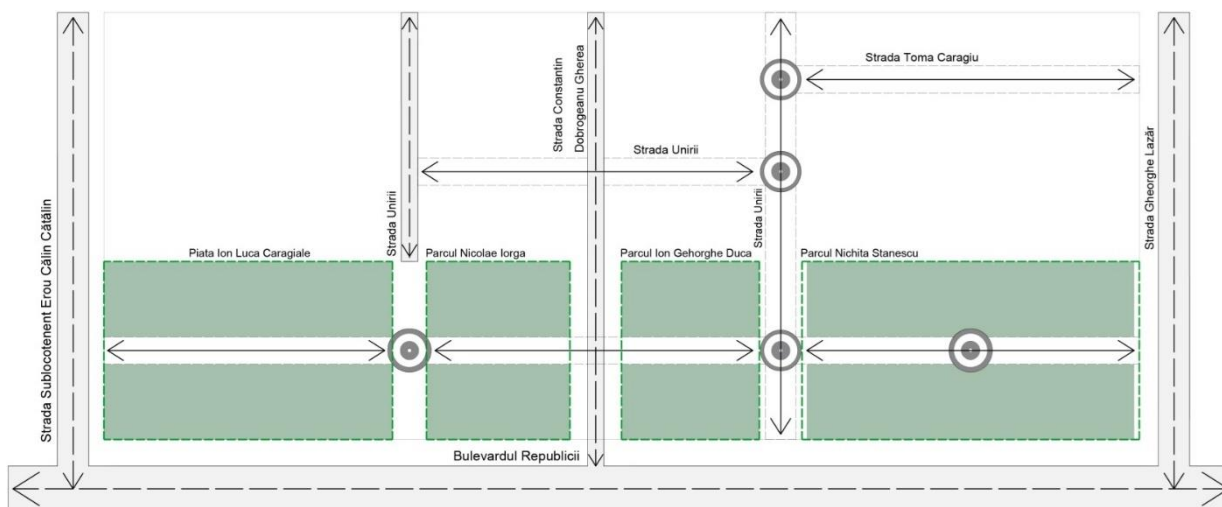 Strada Toma Caragiu
Strada Constantin
Dobrogeanu Gherea
Strada Unirii
Strada Gheorghe Lazăr
Strada Unirii
Strada Unirii
Piata Ion Luca Caragiale
Parcul Nicolae Iorga
Parcul Ion Gehorghe Duca
Parcul Nichita Stanescu
Strada Sublocotenent Erou Călin Cătălin
Bulevardul Republicii